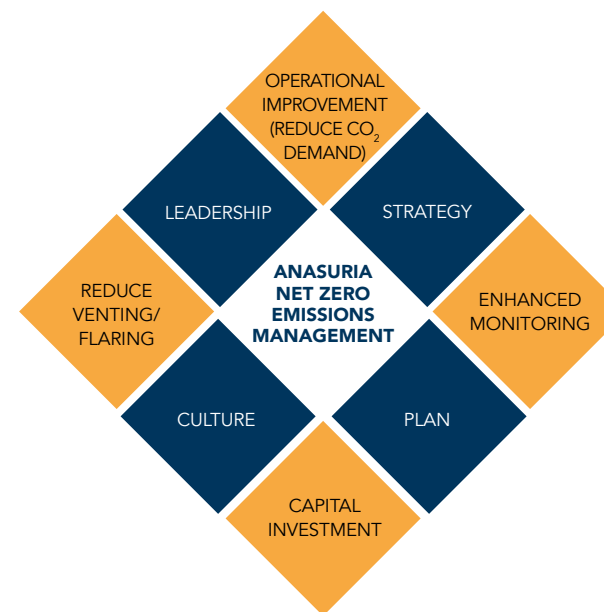 OPERATIONAL
IMPROVEMENT
(REDUCE CO₂
DEMAND)
LEADERSHIP
STRATEGY
REDUCE
VENTING/
FLARING
ANASURIA
NET ZERO
EMISSIONS
MANAGEMENT
ENHANCED
MONITORING
CULTURE
PLAN
CAPITAL
INVESTMENT